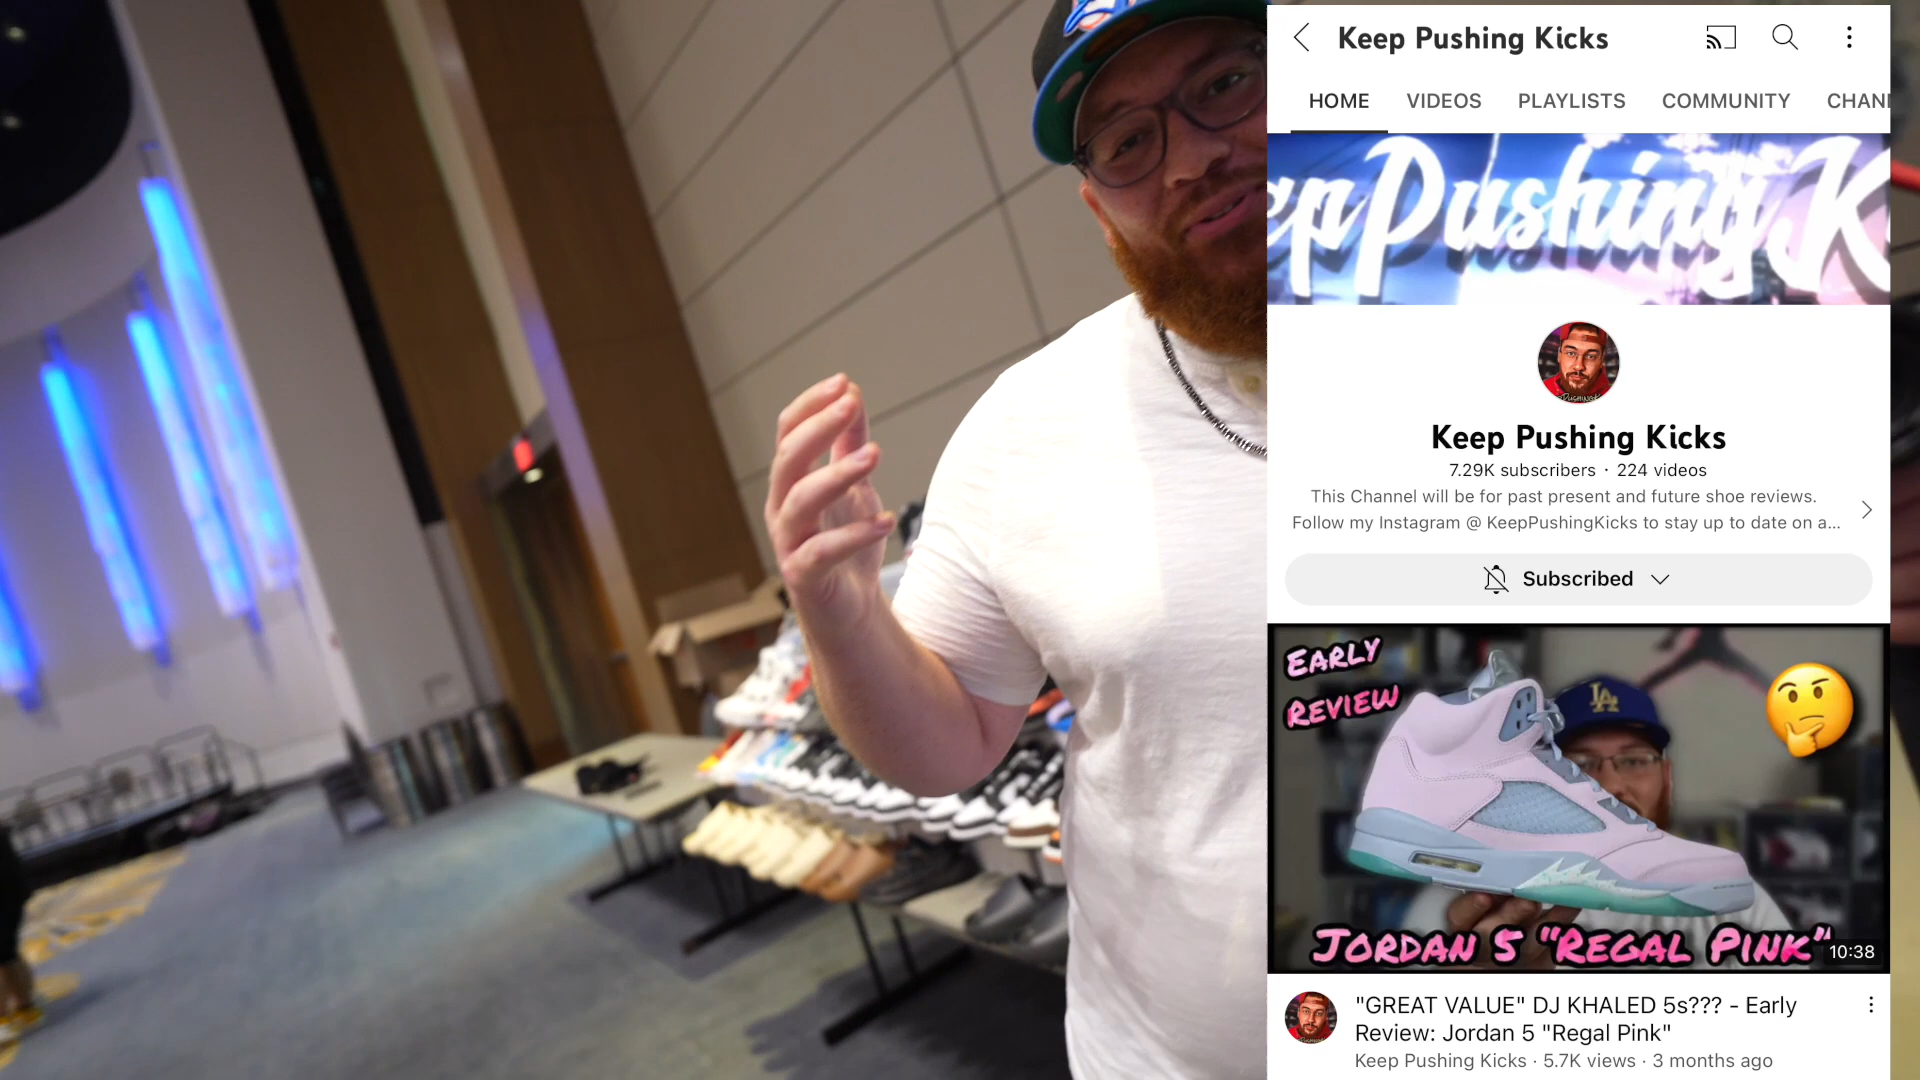 Keep Pushing Kicks
HOME VIDEOS PLAYLISTS COMMUNITY CHAN
epPushingK
Keep Pushing Kicks
7.29K subscribers · 224 videos
This Channel will be for past present and future shoe reviews.
Follow my Instagram @ KeepPushingKicks to stay up to date on a...
Subscribed
EARLY
REVIEW
LA
JORDAN 5 "REGAL PINK"
10:38
"GREAT VALUE" DJ KHALED 5s??? - Early
Review: Jordan 5 "Regal Pink"
Keep Pushing Kicks · 5.7K views · 3 months ago